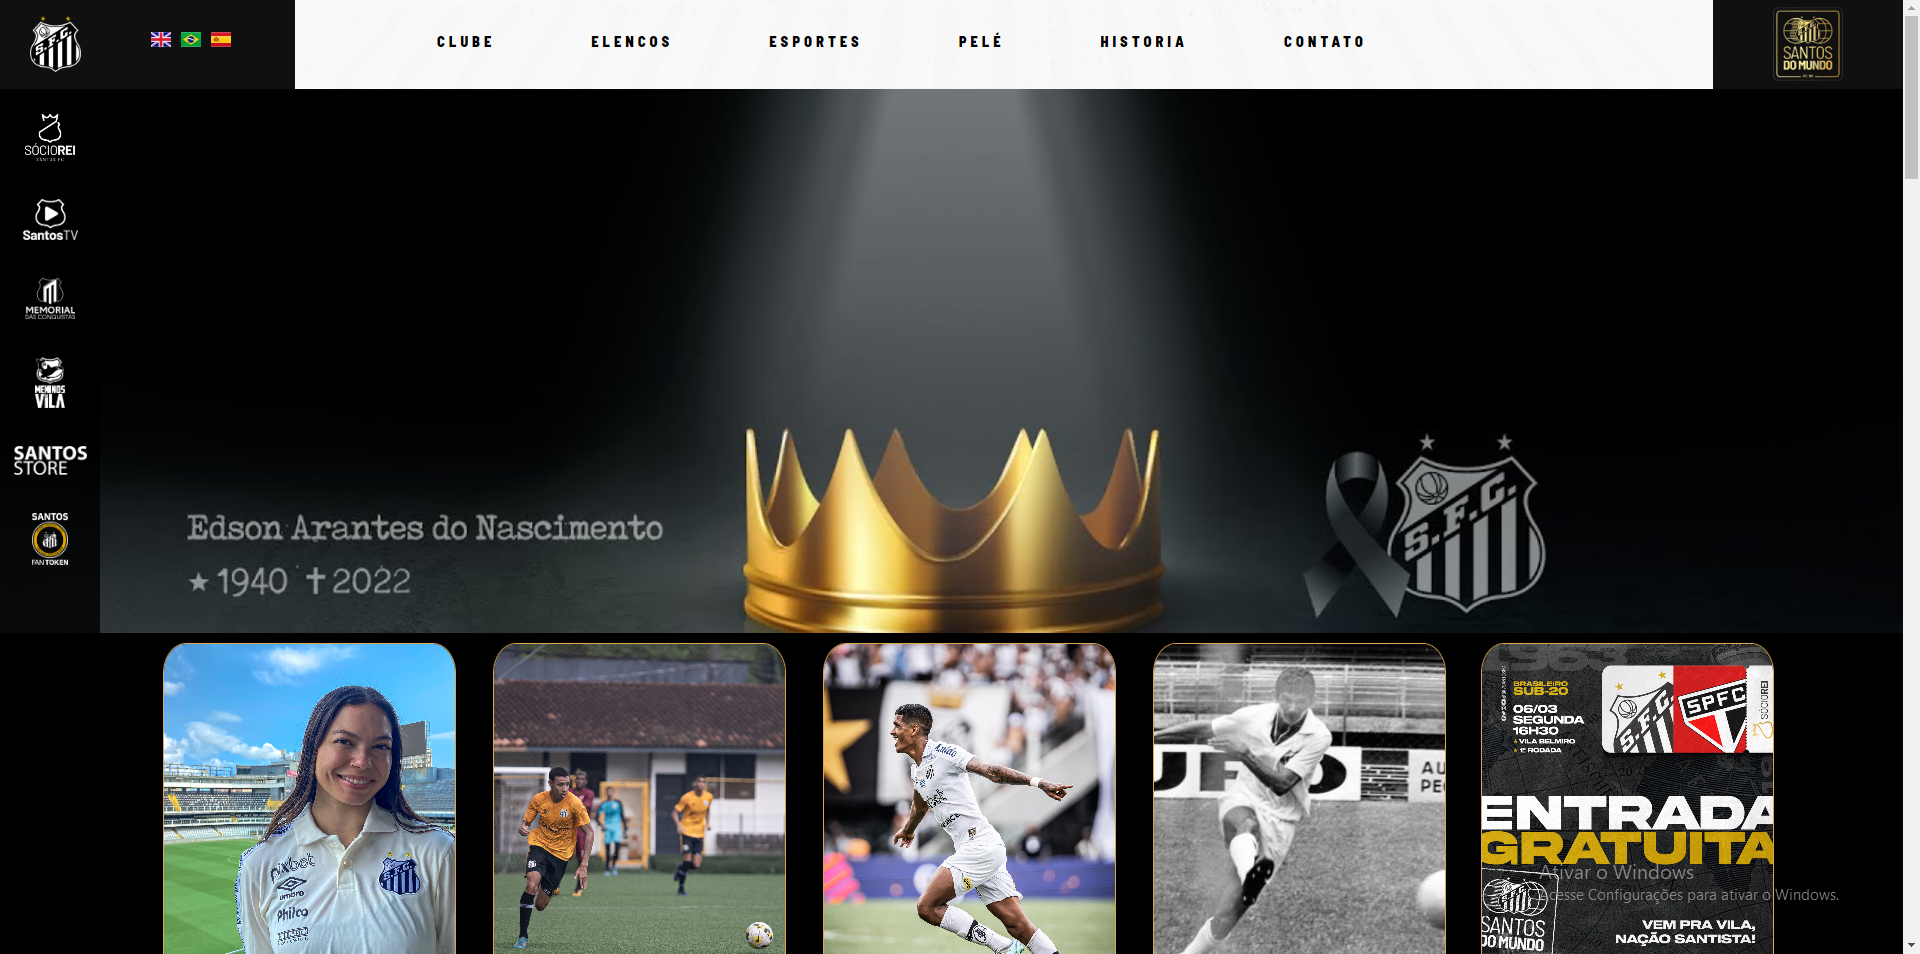 CLUBE ELENCOS ESPORTES PELÉ HISTORIA CONTATO
SANTOS
DO MUNDO
SÓCIOREI
SANTOS FC
SantosTV
MEMORIAL
DAS CONQUISTAS
MENINOS
VILA
SANTOS
STORE
SANTOS
FAN TOKEN
Edson Arantes do Nascimento
1940 2022
S.F.C.
pixbet
umbro
Philco
BRASILEIRO
SUB-20
06/03
SEGUNDA
16H30
VILA BELMIRO
1ª RODADA
SPFC
SÓCIOREI
ENTRADA
GRATUITA
SANTOS
DO MUNDO
VEM PRA VILA,
NAÇÃO SANTISTA!
Ativar o Windows
Acesse Configurações para ativar o Windows.